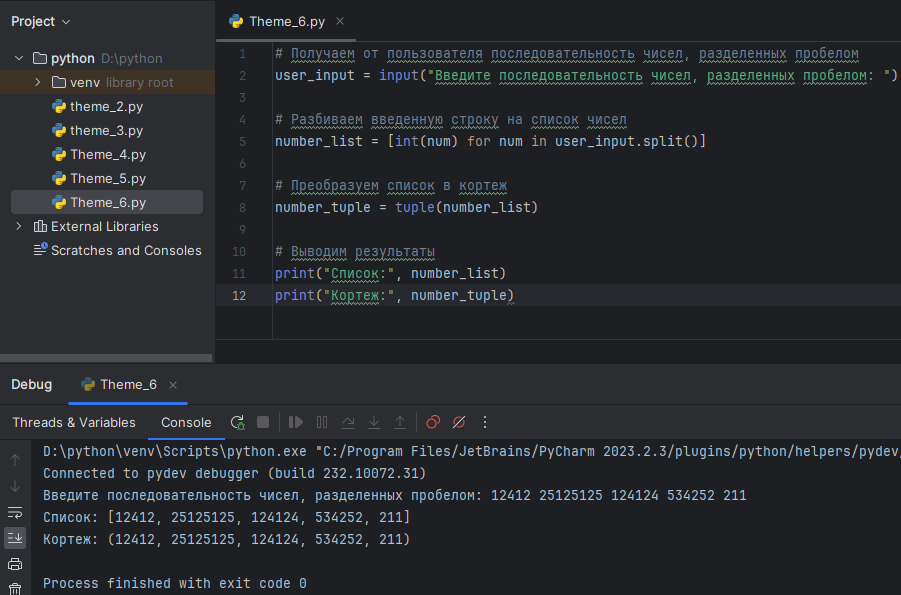 Project
Theme_6.py
python D:\python
venv library root
theme_2.py
theme_3.py
Theme_4.py
Theme_5.py
Theme_6.py
External Libraries
Scratches and Consoles
1 # Получаем от пользователя последовательность чисел, разделенных пробелом
2 user_input = input("Введите последовательность чисел, разделенных пробелом: ")
3
4 # Разбиваем введенную строку на список чисел
5 number_list = [int(num) for num in user_input.split()]
6
7 # Преобразуем список в кортеж
8 number_tuple = tuple(number_list)
9
10 # Выводим результаты
11 print("Список:", number_list)
12 print("Кортеж:", number_tuple)
Debug Theme_6
Threads & Variables Console
D:\python\venv\Scripts\python.exe "C:/Program Files/JetBrains/PyCharm 2023.2.3/plugins/python/helpers/pydev/
Connected to pydev debugger (build 232.10072.31)
Введите последовательность чисел, разделенных пробелом: 12412 25125125 124124 534252 211
Список: [12412, 25125125, 124124, 534252, 211]
Кортеж: (12412, 25125125, 124124, 534252, 211)
Process finished with exit code 0